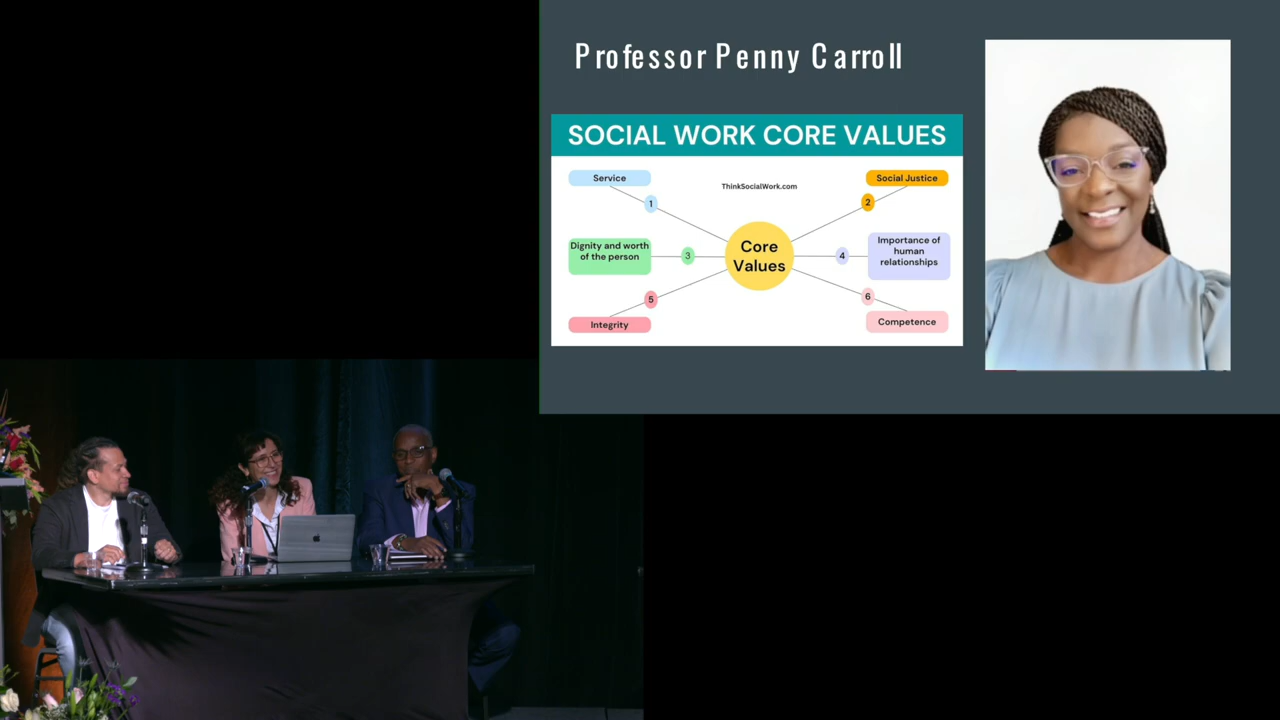 Professor Penny Carroll
SOCIAL WORK CORE VALUES
ThinkSocialWork.com
Service
1
Social Justice
2
Dignity and worth
of the person
3
Core
Values
4
Importance of
human
relationships
5
Integrity
6
Competence